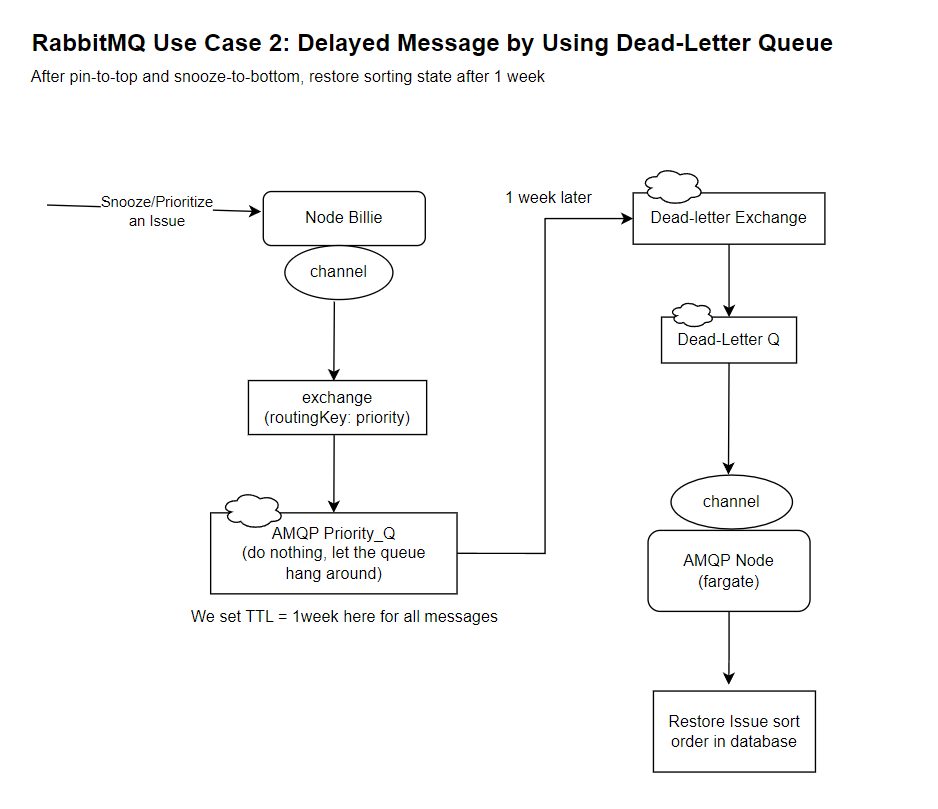 RabbitMQ Use Case 2: Delayed Message by Using Dead-Letter Queue
After pin-to-top and snooze-to-bottom, restore sorting state after 1 week
Snooze/Prioritize
an Issue
Node Billie
channel
exchange
(routingKey: priority)
AMQP Priority_Q
(do nothing, let the queue
hang around)
We set TTL = 1week here for all messages
1 week later
Dead-letter Exchange
Dead-Letter Q
channel
AMQP Node
(fargate)
Restore Issue sort
order in database